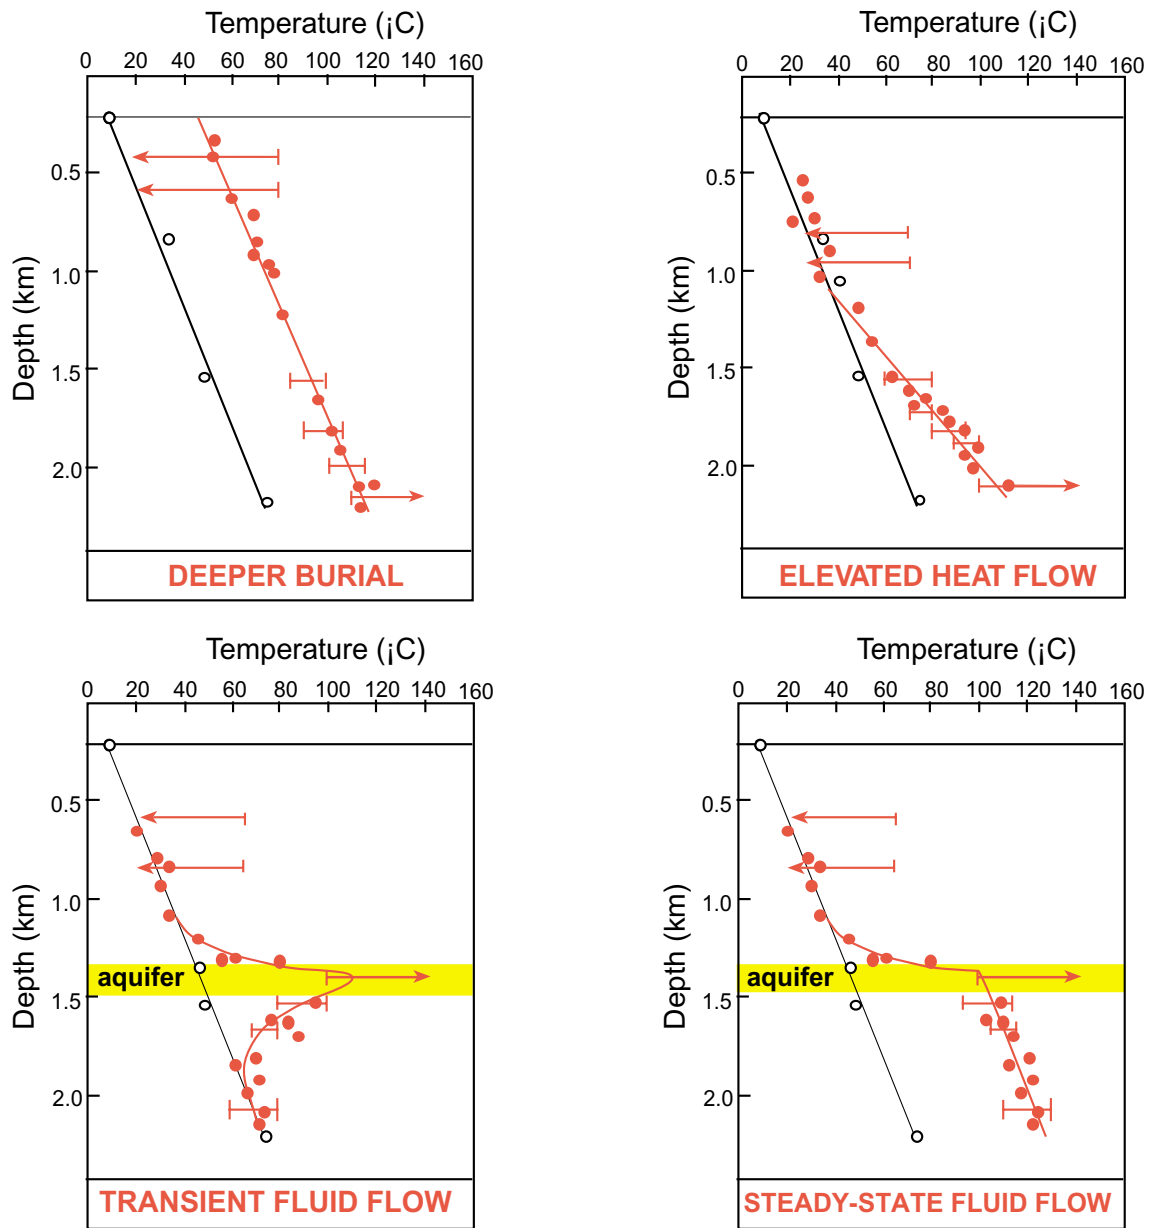 Temperature (¡C)
0 20 40 60 80 100 120 140 160
Depth (km)
0.5
1.0
1.5
2.0
DEEPER BURIAL
Temperature (¡C)
0 20 40 60 80 100 120 140 160
Depth (km)
0.5
1.0
1.5
2.0
ELEVATED HEAT FLOW
Temperature (¡C)
0 20 40 60 80 100 120 140 160
Depth (km)
0.5
1.0
aquifer
1.5
2.0
TRANSIENT FLUID FLOW
Temperature (¡C)
0 20 40 60 80 100 120 140 160
Depth (km)
0.5
1.0
aquifer
1.5
2.0
STEADY-STATE FLUID FLOW